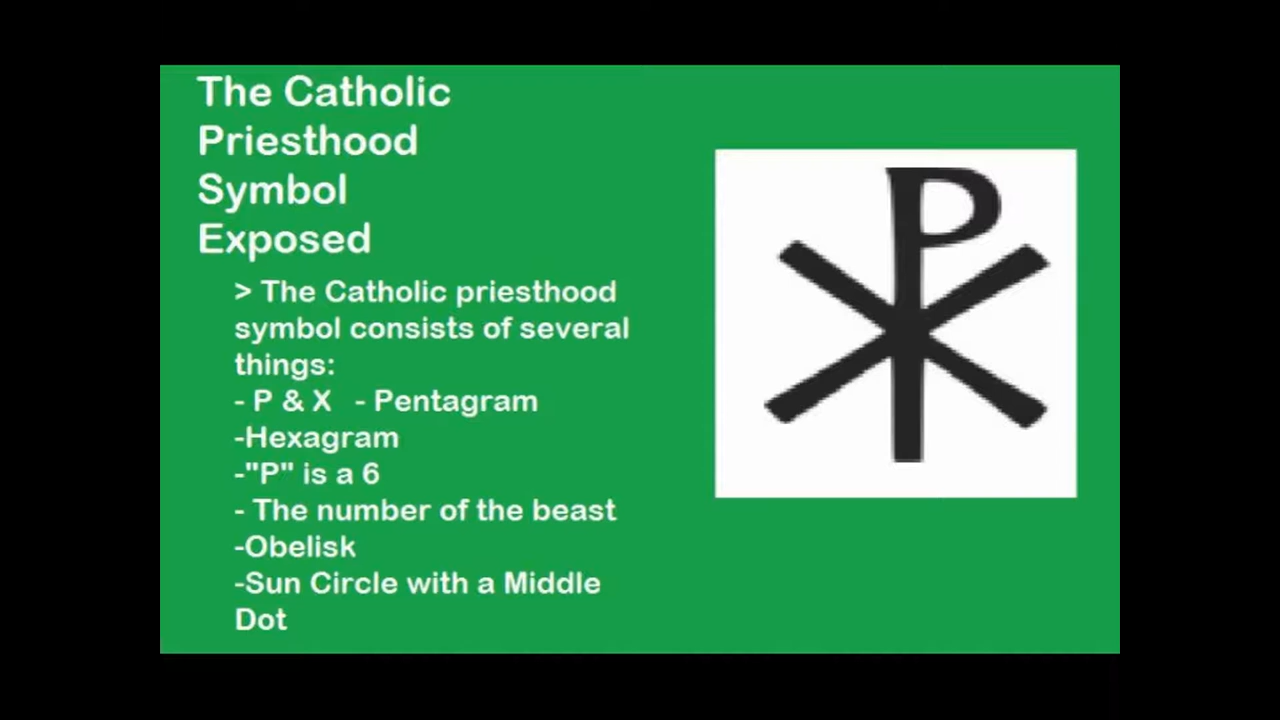 The Catholic
Priesthood
Symbol
Exposed
> The Catholic priesthood
symbol consists of several
things:
- P & X   - Pentagram
-Hexagram
-"P" is a 6
- The number of the beast
-Obelisk
-Sun Circle with a Middle
Dot